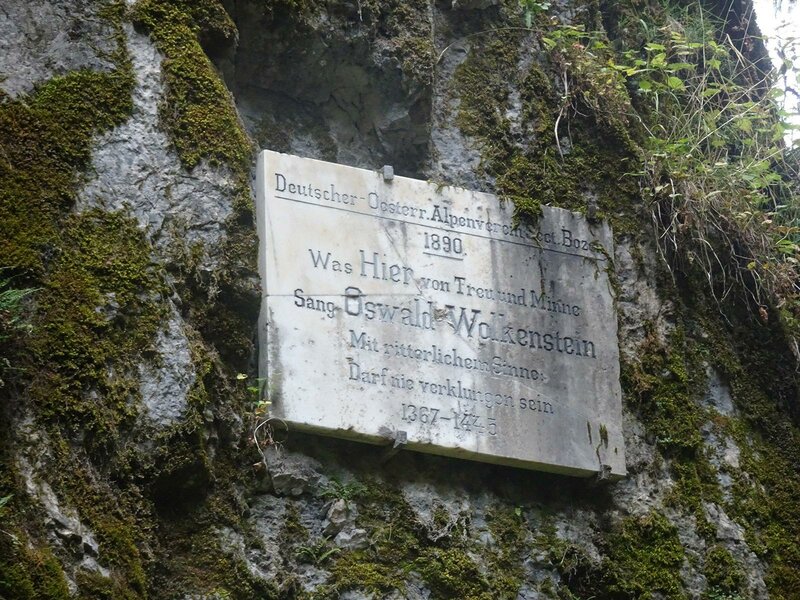 Deutscher-Oesterr. Alpenverein Sect. Bozen
1890.
Was Hier von Treu und Minne
Sang Oswald Wolkenstein
Mit ritterlichem Sinne
Darf nie verklungen sein
1367-1445